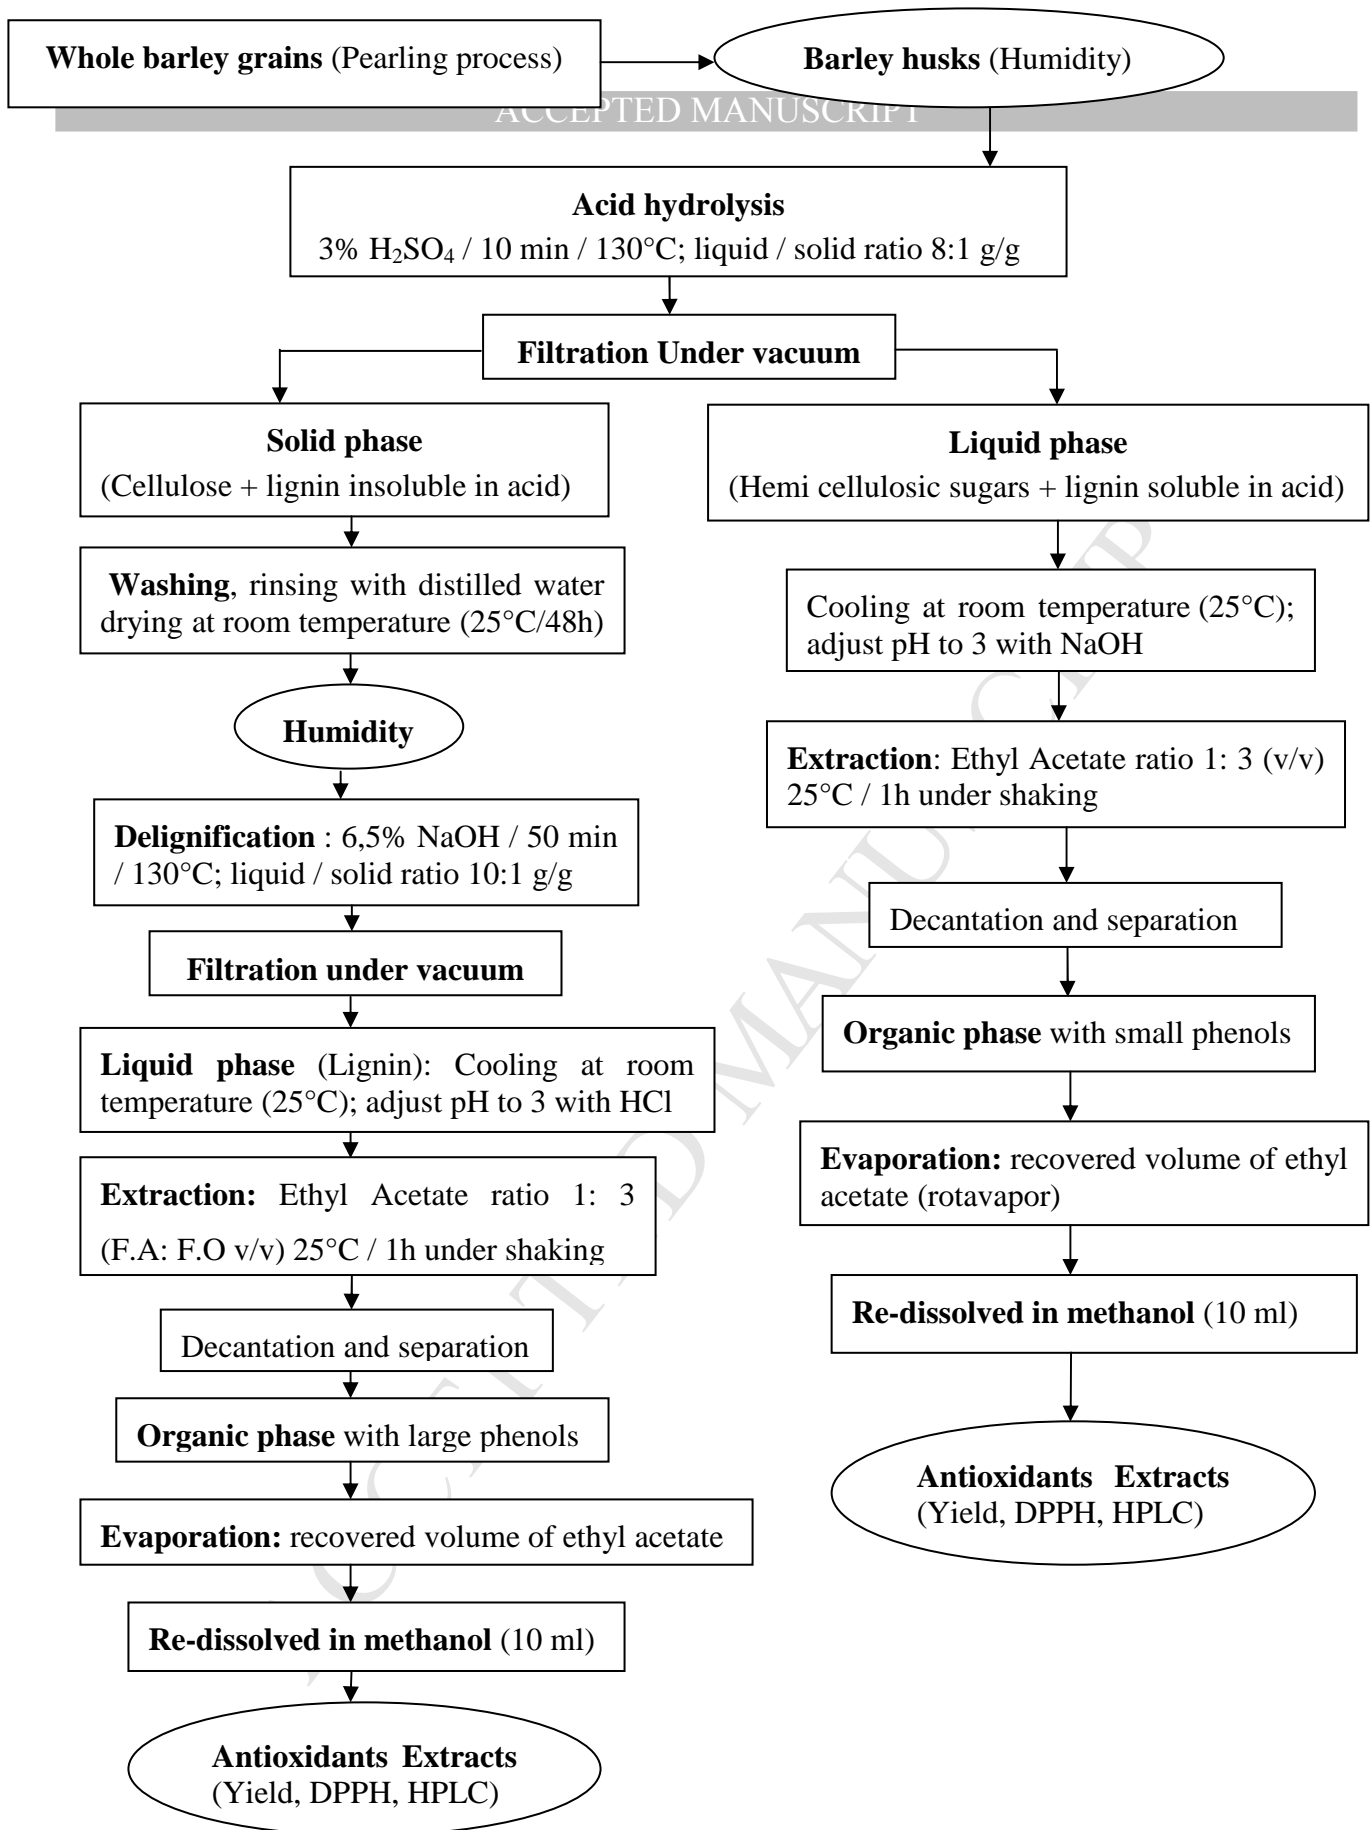 Whole barley grains (Pearling process)
Barley husks (Humidity)
ACCEPTED MANUSCRIPT
Acid hydrolysis
3% H₂SO₄ / 10 min / 130°C; liquid / solid ratio 8:1 g/g
Filtration Under vacuum
Solid phase
(Cellulose + lignin insoluble in acid)
Washing, rinsing with distilled water
drying at room temperature (25°C/48h)
Humidity
Delignification : 6,5% NaOH / 50 min
/ 130°C; liquid / solid ratio 10:1 g/g
Filtration under vacuum
Liquid phase (Lignin): Cooling at room
temperature (25°C); adjust pH to 3 with HCl
Extraction: Ethyl Acetate ratio 1: 3
(F.A: F.O v/v) 25°C / 1h under shaking
Decantation and separation
Organic phase with large phenols
Evaporation: recovered volume of ethyl acetate
Re-dissolved in methanol (10 ml)
Antioxidants Extracts
(Yield, DPPH, HPLC)
Liquid phase
(Hemi cellulosic sugars + lignin soluble in acid)
Cooling at room temperature (25°C);
adjust pH to 3 with NaOH
Extraction: Ethyl Acetate ratio 1: 3 (v/v)
25°C / 1h under shaking
Decantation and separation
Organic phase with small phenols
Evaporation: recovered volume of ethyl
acetate (rotavapor)
Re-dissolved in methanol (10 ml)
Antioxidants Extracts
(Yield, DPPH, HPLC)